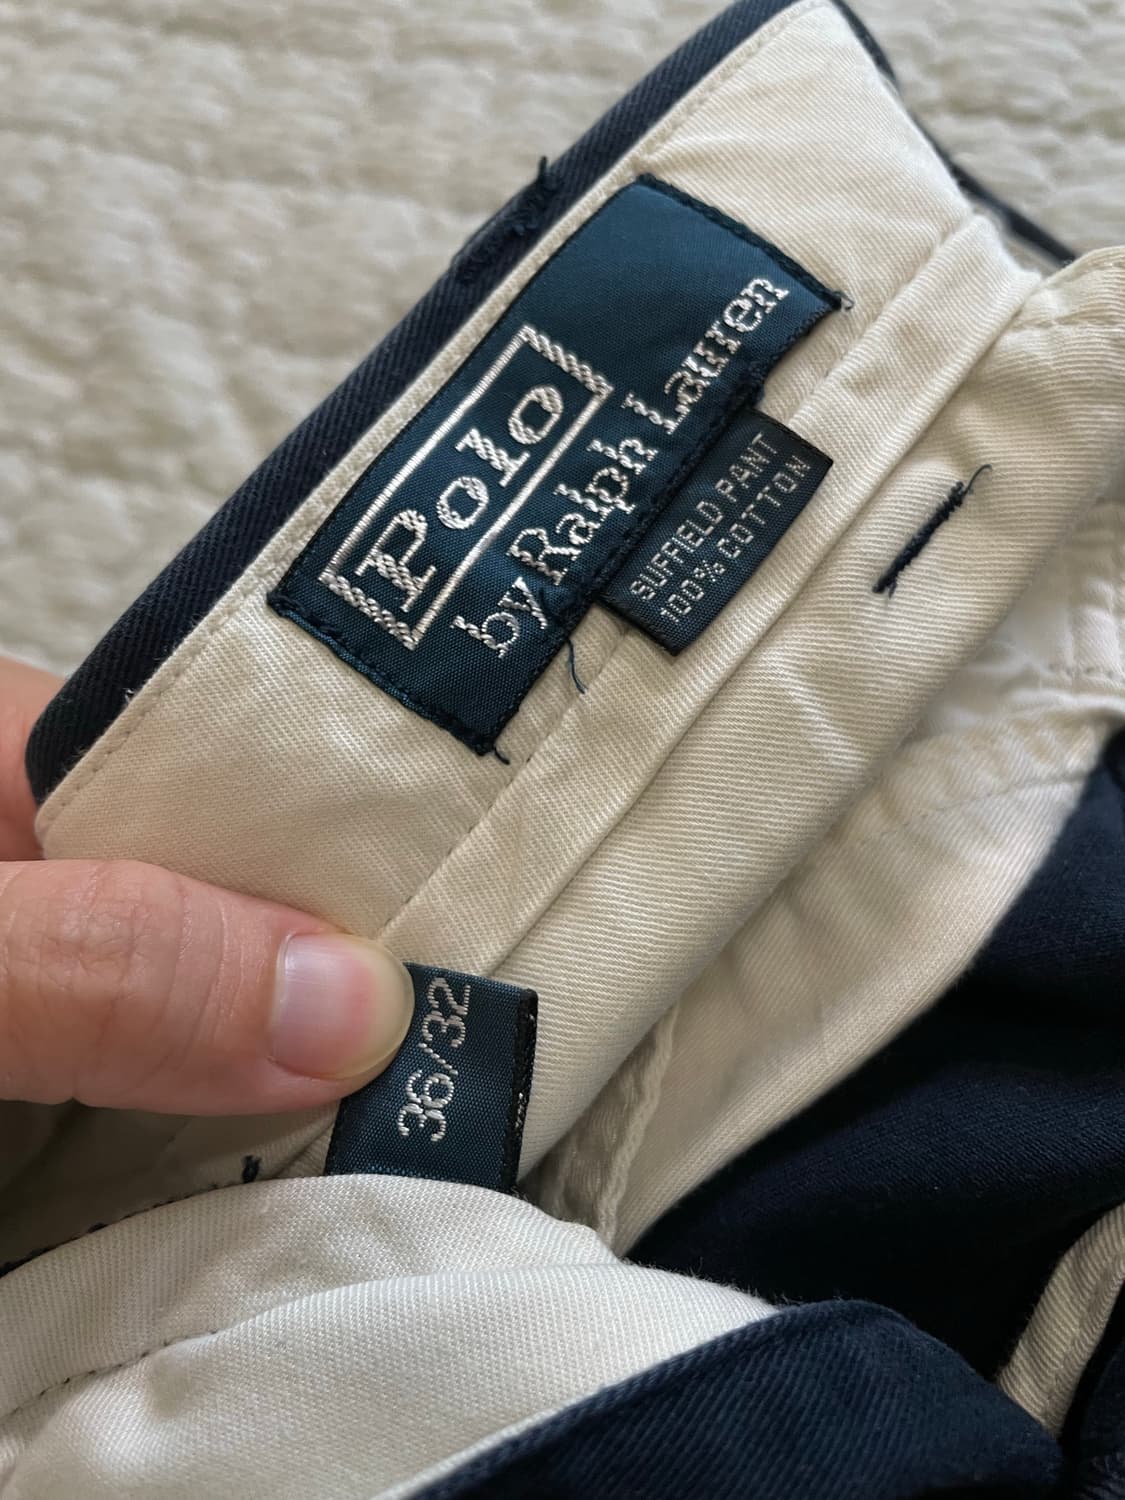 Polo
by Ralph Lauren
SUFFIELD PANT
100% COTTON
36/32